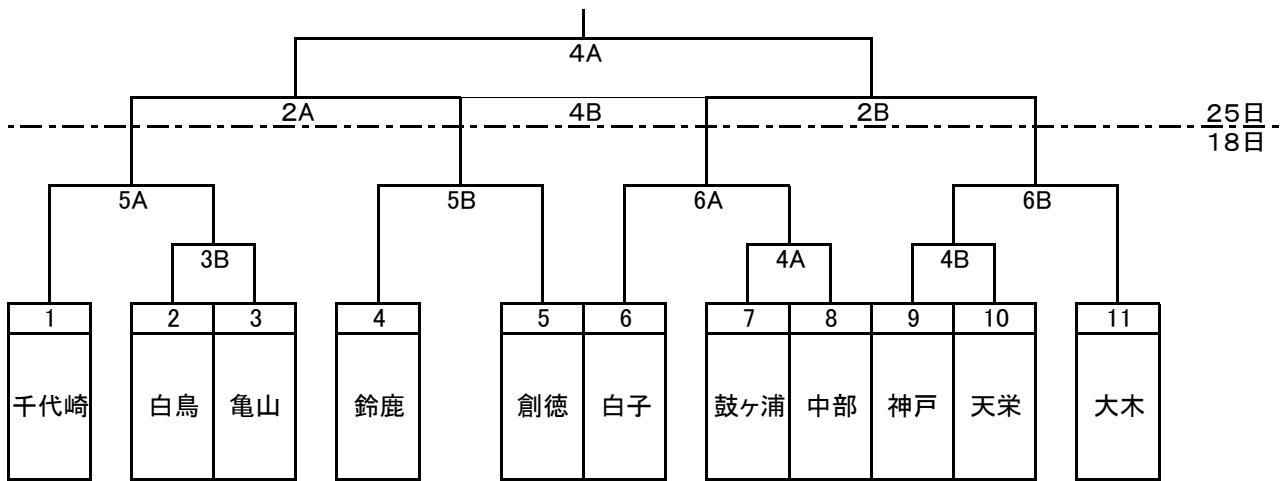 4A
2A 4B 2B 25日
18日
5A 5B 6A 6B
3B 4A 4B
1 2 3 4 5 6 7 8 9 10 11
千代崎 白鳥 亀山 鈴鹿 創徳 白子 鼓ヶ浦 中部 神戸 天栄 大木